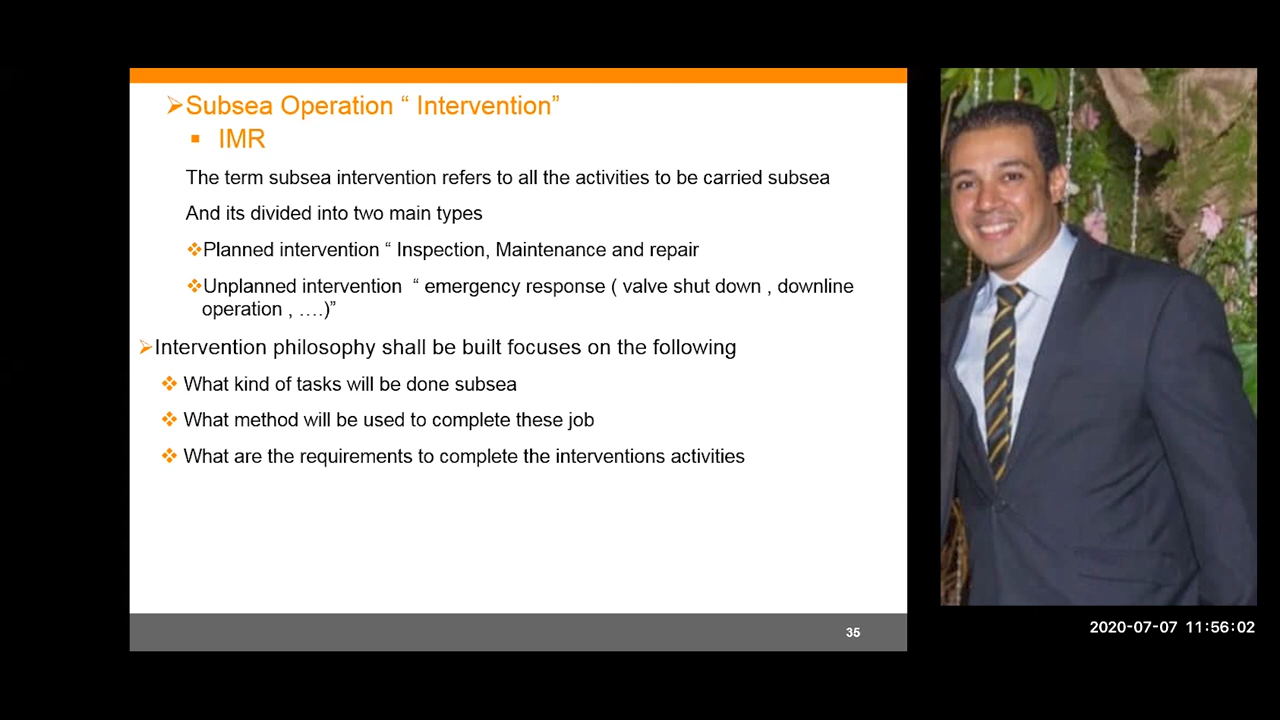 Subsea Operation “ Intervention”
IMR
The term subsea intervention refers to all the activities to be carried subsea
And its divided into two main types
Planned intervention “ Inspection, Maintenance and repair
Unplanned intervention “ emergency response ( valve shut down , downline
operation , ….)”
Intervention philosophy shall be built focuses on the following
What kind of tasks will be done subsea
What method will be used to complete these job
What are the requirements to complete the interventions activities
35
2020-07-07 11:56:02